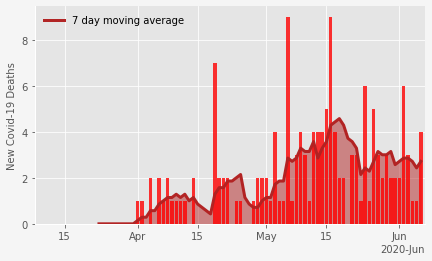 7 day moving average
New Covid-19 Deaths
8
6
4
2
0
15
Apr
15
May
15
Jun
2020-Jun